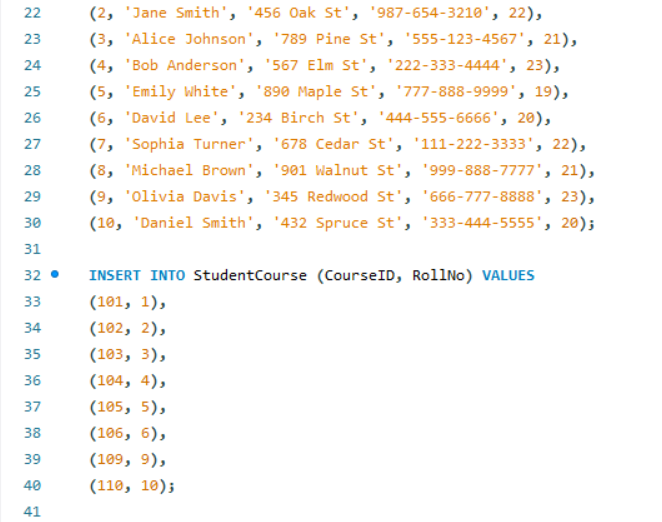 22 (2, 'Jane Smith', '456 Oak St', '987-654-3210', 22),
23 (3, 'Alice Johnson', '789 Pine St', '555-123-4567', 21),
24 (4, 'Bob Anderson', '567 Elm St', '222-333-4444', 23),
25 (5, 'Emily White', '890 Maple St', '777-888-9999', 19),
26 (6, 'David Lee', '234 Birch St', '444-555-6666', 20),
27 (7, 'Sophia Turner', '678 Cedar St', '111-222-3333', 22),
28 (8, 'Michael Brown', '901 Walnut St', '999-888-7777', 21),
29 (9, 'Olivia Davis', '345 Redwood St', '666-777-8888', 23),
30 (10, 'Daniel Smith', '432 Spruce St', '333-444-5555', 20);
31
32 INSERT INTO StudentCourse (CourseID, RollNo) VALUES
33 (101, 1),
34 (102, 2),
35 (103, 3),
36 (104, 4),
37 (105, 5),
38 (106, 6),
39 (109, 9),
40 (110, 10);
41